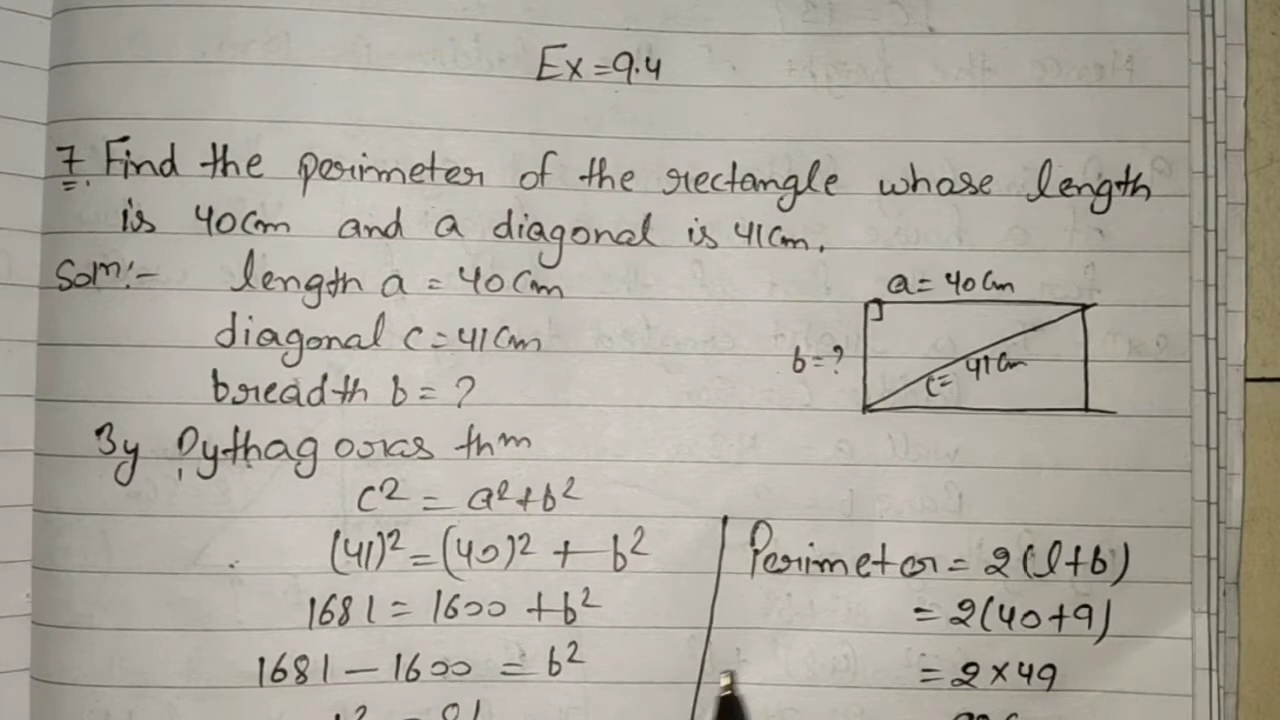 Ex=9.4
7. Find the perimeter of the rectangle whose length
is 40cm and a diagonal is 41cm.
Soln:- length a = 40cm
diagonal c = 41cm
breadth b = ?
a = 40cm
b = ?
c = 41cm
By Pythagoras thm
c² = a² + b²
(41)² = (40)² + b²
1681 = 1600 + b²
1681 - 1600 = b²
Perimeter = 2(l+b)
= 2(40+9)
= 2×49